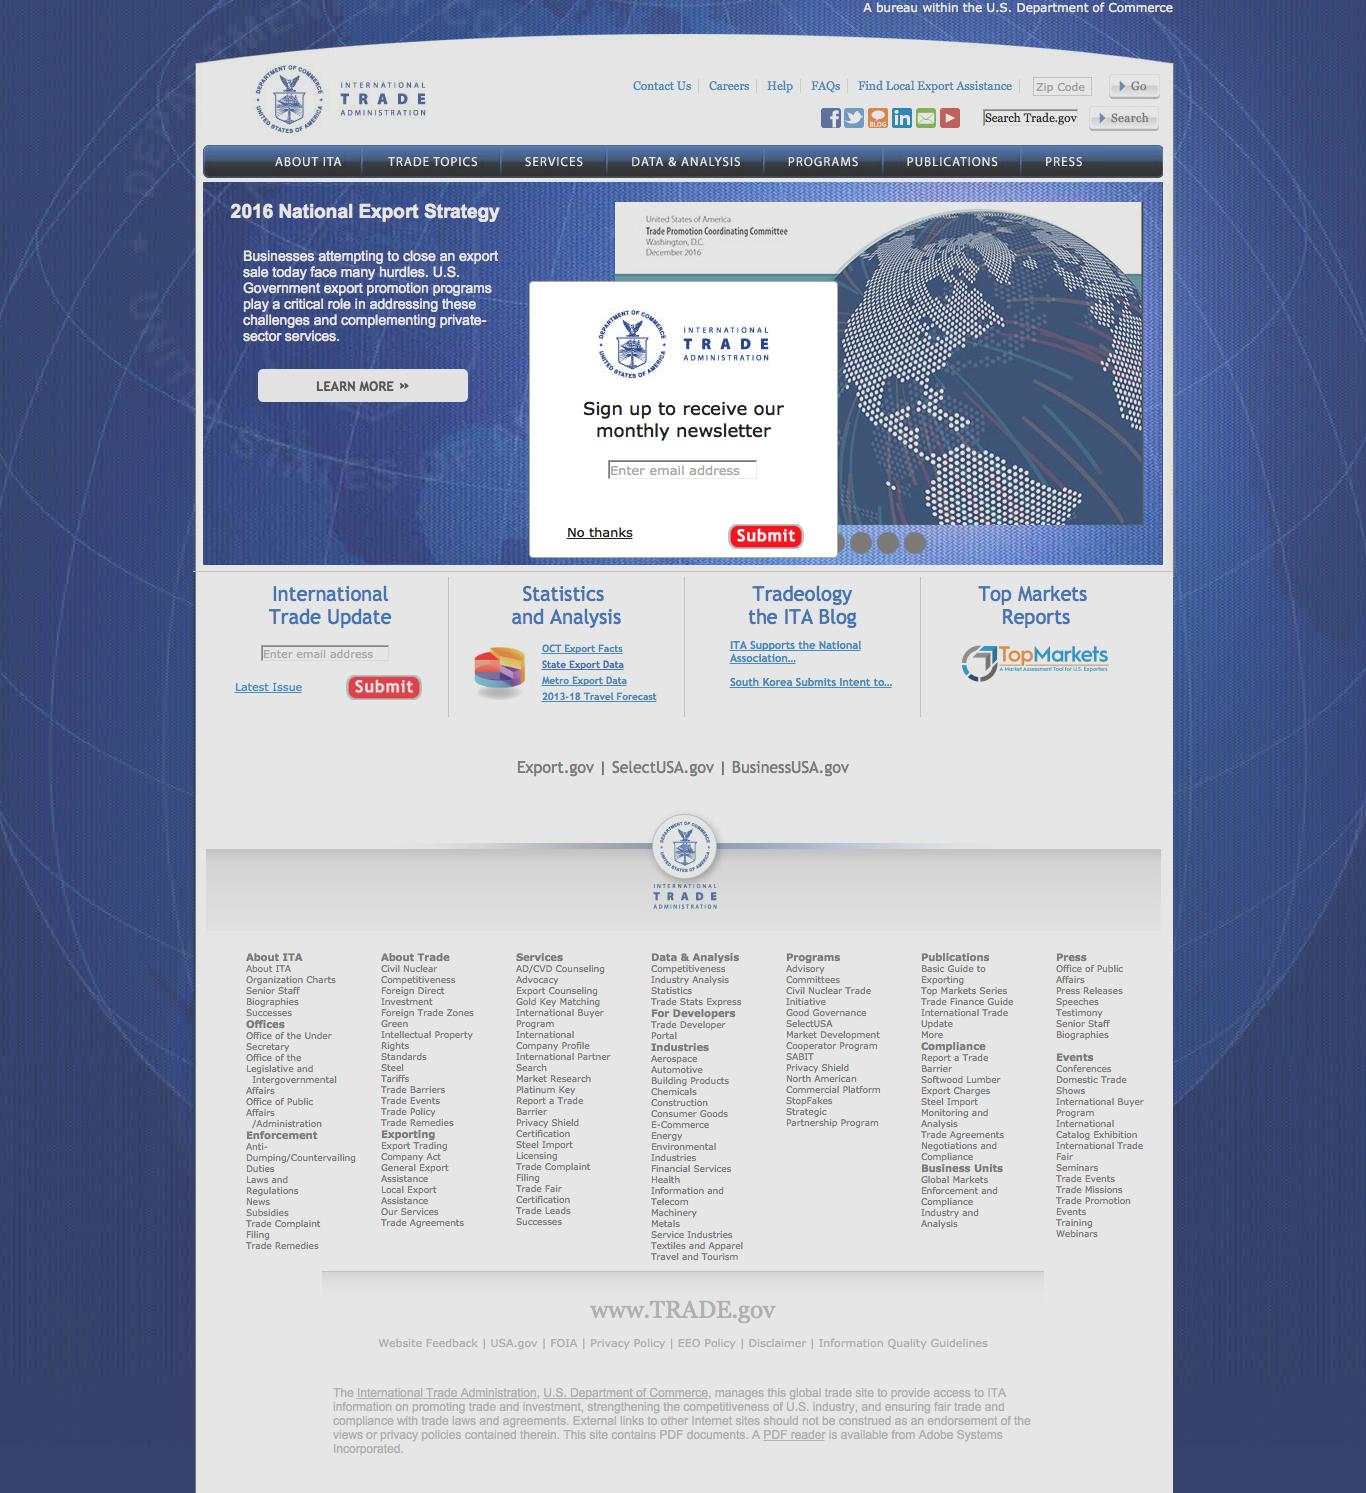 A bureau within the U.S. Department of Commerce
DEPARTMENT OF COMMERCE
UNITED STATES OF AMERICA
INTERNATIONAL
TRADE
ADMINISTRATION
Contact Us
Careers
Help
FAQs
Find Local Export Assistance
Zip Code
Go
BLOG
Search Trade.gov
Search
ABOUT ITA
TRADE TOPICS
SERVICES
DATA & ANALYSIS
PROGRAMS
PUBLICATIONS
PRESS
2016 National Export Strategy
Businesses attempting to close an export
sale today face many hurdles. U.S.
Government export promotion programs
play a critical role in addressing these
challenges and complementing private-
sector services.
LEARN MORE »
United States of America
Trade Promotion Coordinating Committee
Washington, D.C.
December 2016
DEPARTMENT OF COMMERCE
UNITED STATES OF AMERICA
INTERNATIONAL
TRADE
ADMINISTRATION
Sign up to receive our
monthly newsletter
Enter email address
No thanks
Submit
International
Trade Update
Enter email address
Latest Issue
Submit
Statistics
and Analysis
OCT Export Facts
State Export Data
Metro Export Data
2013-18 Travel Forecast
Tradeology
the ITA Blog
ITA Supports the National
Association...
South Korea Submits Intent to...
Top Markets
Reports
TopMarkets
A Market Assessment Tool for U.S. Exporters
Export.gov | SelectUSA.gov | BusinessUSA.gov
DEPARTMENT OF COMMERCE
UNITED STATES OF AMERICA
INTERNATIONAL
TRADE
ADMINISTRATION
About ITA
About ITA
Organization Charts
Senior Staff
Biographies
Successes
Offices
Office of the Under
Secretary
Office of the
Legislative and
Intergovernmental
Affairs
Office of Public
Affairs
/Administration
Enforcement
Anti-
Dumping/Countervailing
Duties
Laws and
Regulations
News
Subsidies
Trade Complaint
Filing
Trade Remedies
About Trade
Civil Nuclear
Competitiveness
Foreign Direct
Investment
Foreign Trade Zones
Green
Intellectual Property
Rights
Standards
Steel
Tariffs
Trade Barriers
Trade Events
Trade Policy
Trade Remedies
Exporting
Export Trading
Company Act
General Export
Assistance
Local Export
Assistance
Our Services
Trade Agreements
Services
AD/CVD Counseling
Advocacy
Export Counseling
Gold Key Matching
International Buyer
Program
International
Company Profile
International Partner
Search
Market Research
Platinum Key
Report a Trade
Barrier
Privacy Shield
Certification
Steel Import
Licensing
Trade Complaint
Filing
Trade Fair
Certification
Trade Leads
Successes
Data & Analysis
Competitiveness
Industry Analysis
Statistics
Trade Stats Express
For Developers
Trade Developer
Portal
Industries
Aerospace
Automotive
Building Products
Chemicals
Construction
Consumer Goods
E-Commerce
Energy
Environmental
Industries
Financial Services
Health
Information and
Telecom
Machinery
Metals
Service Industries
Textiles and Apparel
Travel and Tourism
Programs
Advisory
Committees
Civil Nuclear Trade
Initiative
Good Governance
SelectUSA
Market Development
Cooperator Program
SABIT
Privacy Shield
North American
Commercial Platform
StopFakes
Strategic
Partnership Program
Publications
Basic Guide to
Exporting
Top Markets Series
Trade Finance Guide
International Trade
Update
More
Compliance
Report a Trade
Barrier
Softwood Lumber
Export Charges
Steel Import
Monitoring and
Analysis
Trade Agreements
Negotiations and
Compliance
Business Units
Global Markets
Enforcement and
Compliance
Industry and
Analysis
Press
Office of Public
Affairs
Press Releases
Speeches
Testimony
Senior Staff
Biographies
Events
Conferences
Domestic Trade
Shows
International Buyer
Program
International
Catalog Exhibition
International Trade
Fair
Seminars
Trade Events
Trade Missions
Trade Promotion
Events
Training
Webinars
www.TRADE.gov
Website Feedback | USA.gov | FOIA | Privacy Policy | EEO Policy | Disclaimer | Information Quality Guidelines
The International Trade Administration, U.S. Department of Commerce, manages this global trade site to provide access to ITA
information on promoting trade and investment, strengthening the competitiveness of U.S. industry, and ensuring fair trade and
compliance with trade laws and agreements. External links to other Internet sites should not be construed as an endorsement of the
views or privacy policies contained therein. This site contains PDF documents. A PDF reader is available from Adobe Systems
Incorporated.